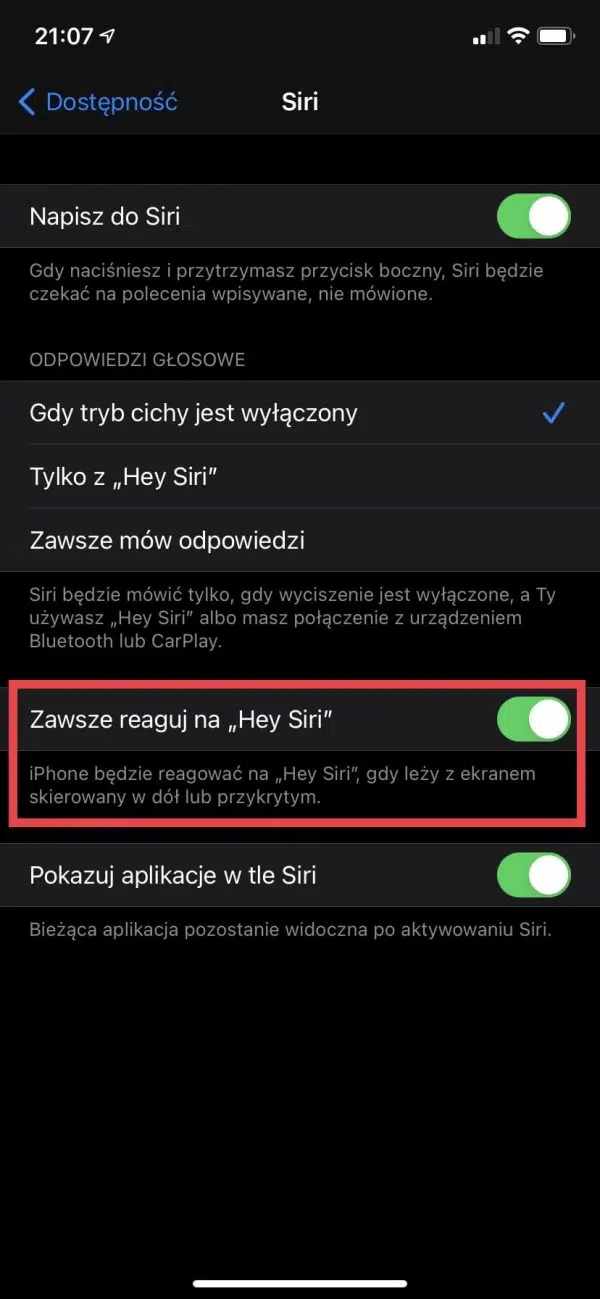 21:07
Dostępność
Siri
Napisz do Siri
Gdy naciśniesz i przytrzymasz przycisk boczny, Siri będzie
czekać na polecenia wpisywane, nie mówione.
ODPOWIEDZI GŁOSOWE
Gdy tryb cichy jest wyłączony
Tylko z „Hey Siri”
Zawsze mów odpowiedzi
Siri będzie mówić tylko, gdy wyciszenie jest wyłączone, a Ty
używasz „Hey Siri” albo masz połączenie z urządzeniem
Bluetooth lub CarPlay.
Zawsze reaguj na „Hey Siri”
iPhone będzie reagować na „Hey Siri”, gdy leży z ekranem
skierowany w dół lub przykrytym.
Pokazuj aplikacje w tle Siri
Bieżąca aplikacja pozostanie widoczna po aktywowaniu Siri.